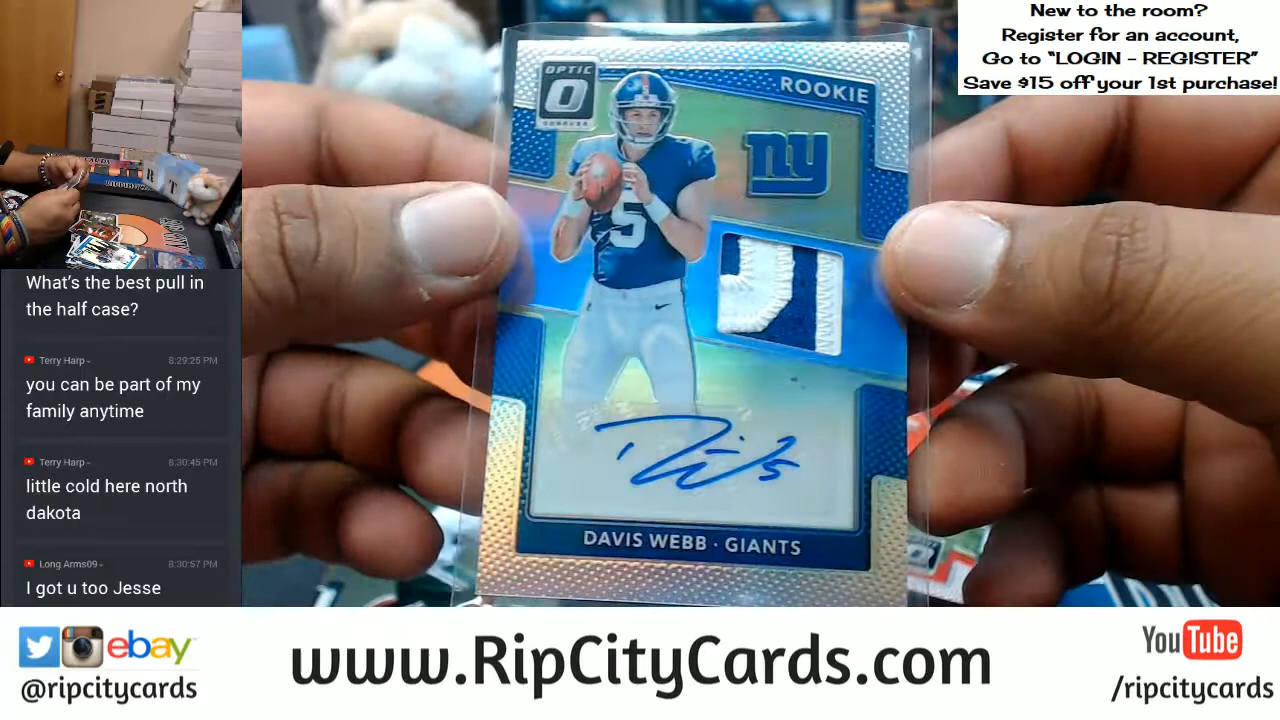 New to the room?
Register for an account,
Go to "LOGIN - REGISTER"
Save $15 off your 1st purchase!
OPTIC
ROOKIE
NY
5
DAVIS WEBB · GIANTS
What's the best pull in
the half case?
Terry Harp
8:29:25 PM
you can be part of my
family anytime
Terry Harp
8:30:45 PM
little cold here north
dakota
Long Arms09
8:30:57 PM
I got u too Jesse
ebay
@ripcitycards
www.RipCityCards.com
YouTube
/ripcitycards